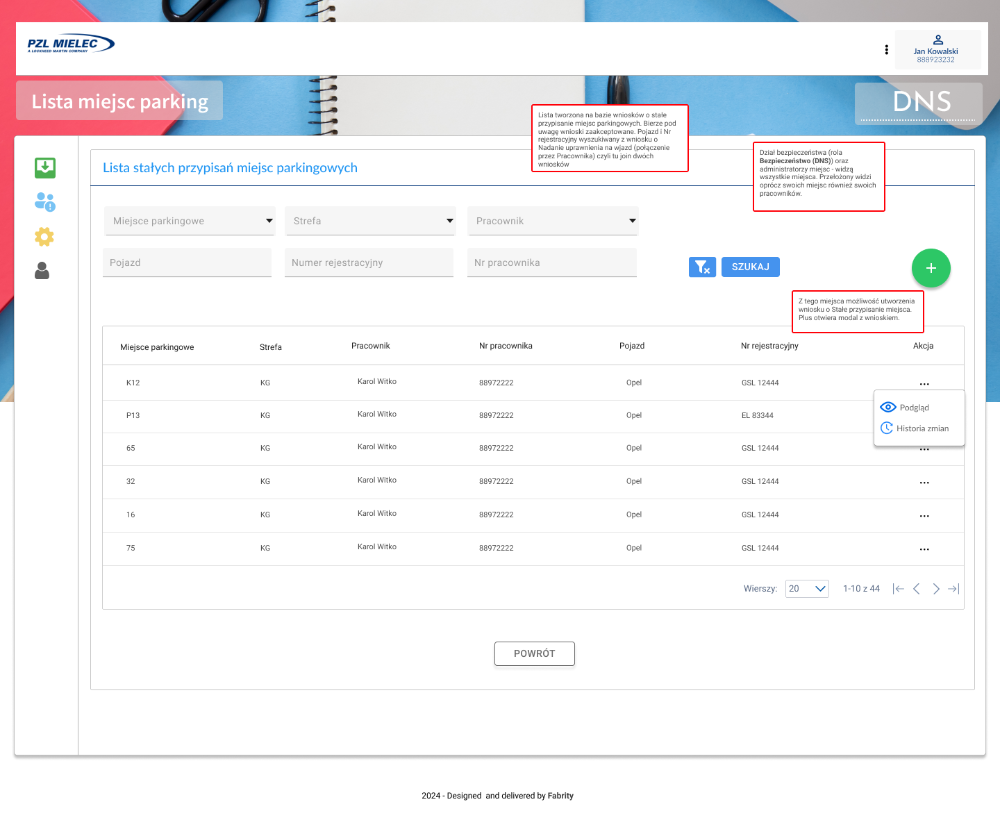 PZL MIELEC
A LOCKHEED MARTIN COMPANY
Jan Kowalski
888923232
Lista miejsc parking
DNS
Lista tworzona na bazie wniosków o stałe
przypisanie miejsc parkingowych. Bierze pod
uwagę wnioski zaakceptowane. Pojazd i Nr
rejestracyjny wyszukiwany z wniosku o
Nadanie uprawnienia na wjazd (połączenie
przez Pracownika) czyli tu join dwóch
wniosków
Dział bezpieczeństwa (rola
Bezpieczeństwo (DNS)) oraz
administratorzy miejsc - widzą
wszystkie miejsca. Przełożony widzi
oprócz swoich miejsc również swoich
pracowników.
Lista stałych przypisań miejsc parkingowych
Miejsce parkingowe
Strefa
Pracownik
Pojazd
Numer rejestracyjny
Nr pracownika
SZUKAJ
Z tego miejsca możliwość utworzenia
wniosku o Stałe przypisanie miejsca.
Plus otwiera modal z wnioskiem.
Miejsce parkingowe Strefa Pracownik Nr pracownika Pojazd Nr rejestracyjny Akcja
K12 KG Karol Witko 88972222 Opel GSL 12444
P13 KG Karol Witko 88972222 Opel EL 83344
Podgląd
Historia zmian
65 KG Karol Witko 88972222 Opel GSL 12444
32 KG Karol Witko 88972222 Opel GSL 12444
16 KG Karol Witko 88972222 Opel GSL 12444
75 KG Karol Witko 88972222 Opel GSL 12444
Wierszy: 20 1-10 z 44
POWRÓT
2024 - Designed and delivered by Fabrity